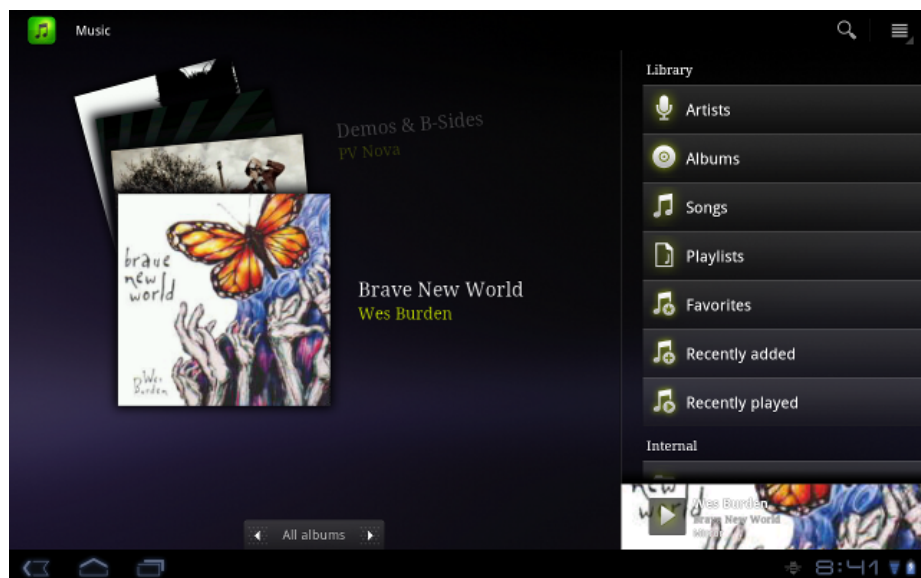 Music
Demos & B-Sides
PV Nova
brave
new
world
Wes
Burden
Brave New World
Wes Burden
All albums
Library
Artists
Albums
Songs
Playlists
Favorites
Recently added
Recently played
Internal
Wes Burden
Brave New World
8:41